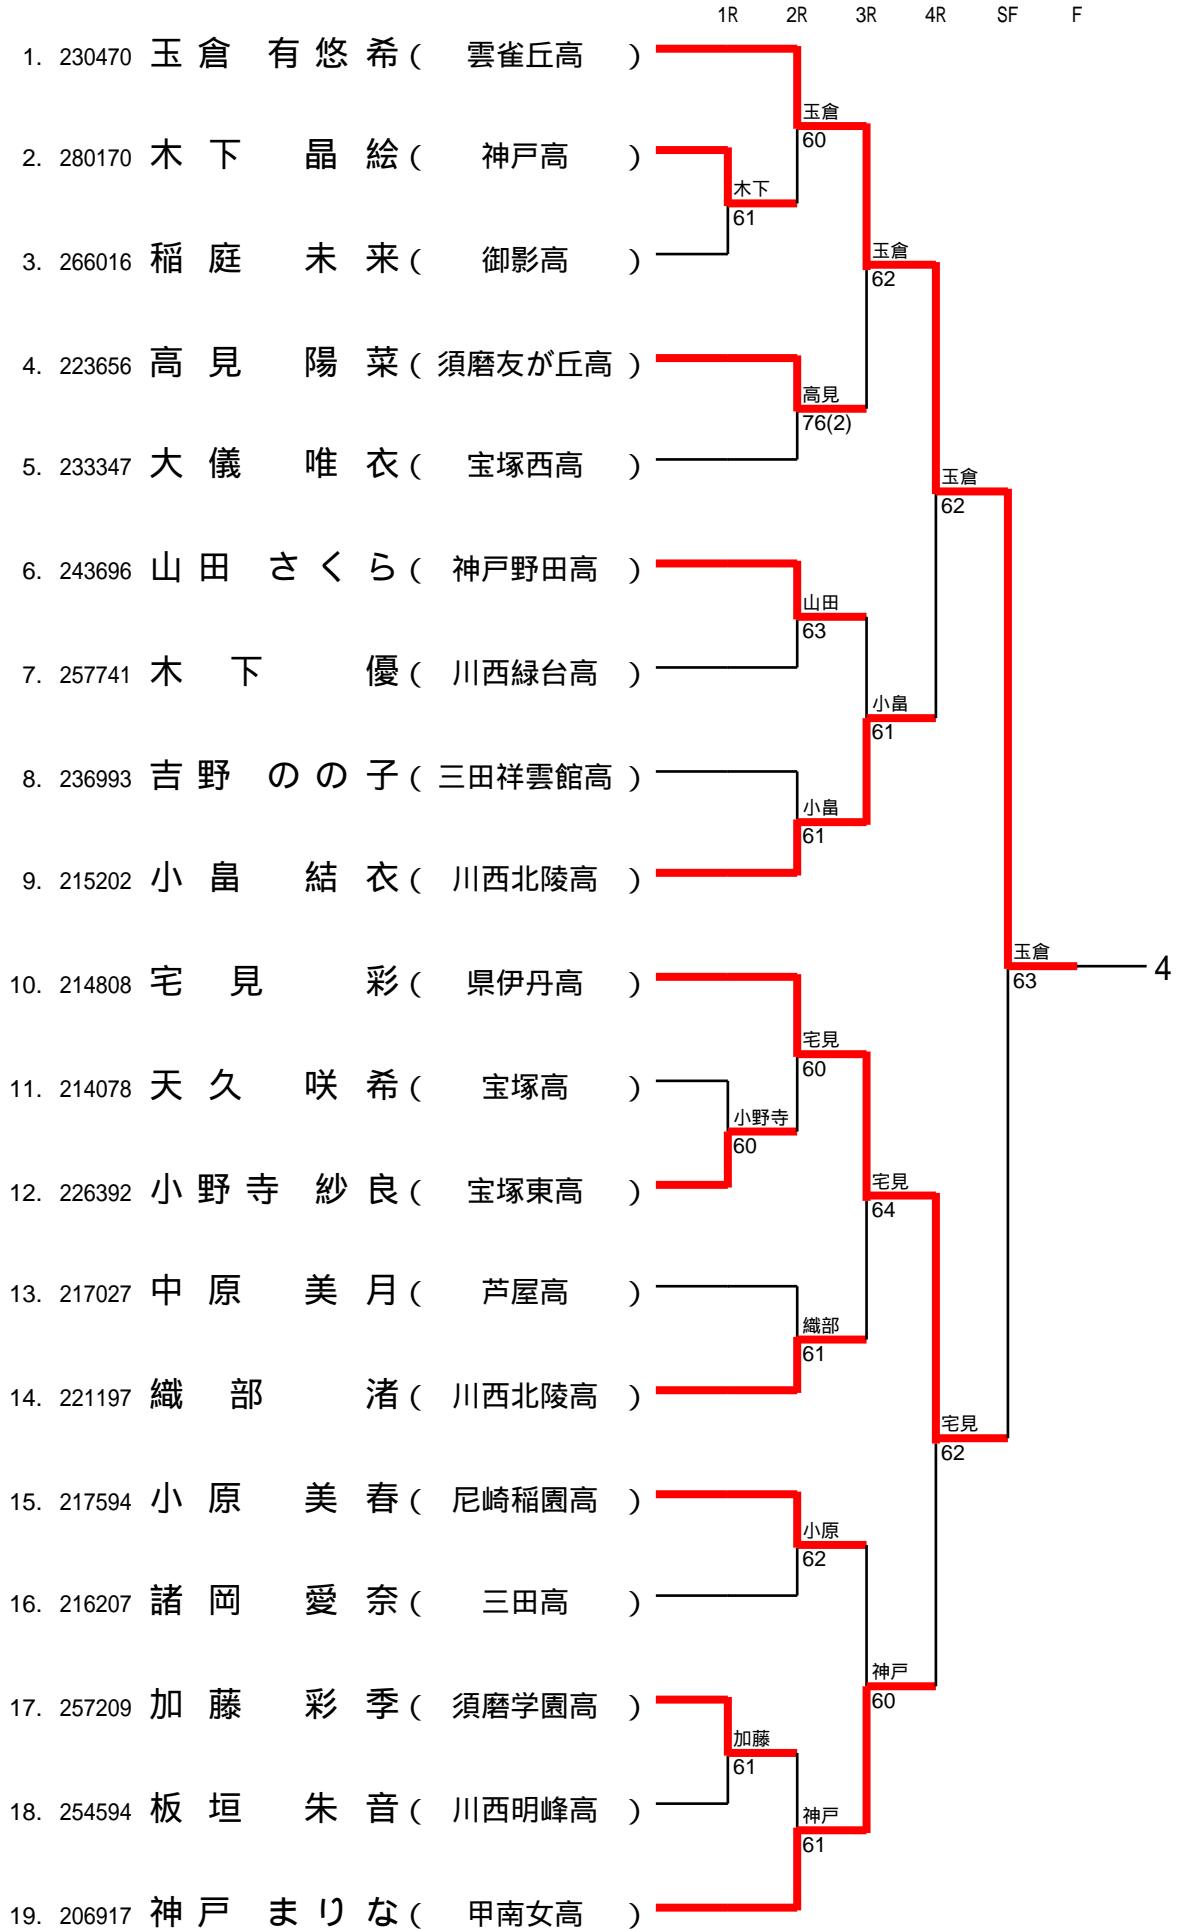 1R 2R 3R 4R SF F
1. 230470 玉倉 有悠希 ( 雲雀丘高 )
玉倉
60
2. 280170 木下 晶絵 ( 神戸高 )
木下
61
3. 266016 稲庭 未来 ( 御影高 )
玉倉
62
4. 223656 高見 陽菜 ( 須磨友が丘高 )
高見
76(2)
5. 233347 大儀 唯衣 ( 宝塚西高 )
玉倉
62
6. 243696 山田 さくら ( 神戸野田高 )
山田
63
7. 257741 木下 優 ( 川西緑台高 )
小畠
61
8. 236993 吉野 のの子 ( 三田祥雲館高 )
小畠
61
9. 215202 小畠 結衣 ( 川西北陵高 )
玉倉
63
4
10. 214808 宅見 彩 ( 県伊丹高 )
宅見
60
11. 214078 天久 咲希 ( 宝塚高 )
小野寺
60
12. 226392 小野寺 紗良 ( 宝塚東高 )
宅見
64
13. 217027 中原 美月 ( 芦屋高 )
織部
61
14. 221197 織部 渚 ( 川西北陵高 )
宅見
62
15. 217594 小原 美春 ( 尼崎稲園高 )
小原
62
16. 216207 諸岡 愛奈 ( 三田高 )
神戸
60
17. 257209 加藤 彩季 ( 須磨学園高 )
加藤
61
18. 254594 板垣 朱音 ( 川西明峰高 )
神戸
61
19. 206917 神戸 まりな ( 甲南女高 )